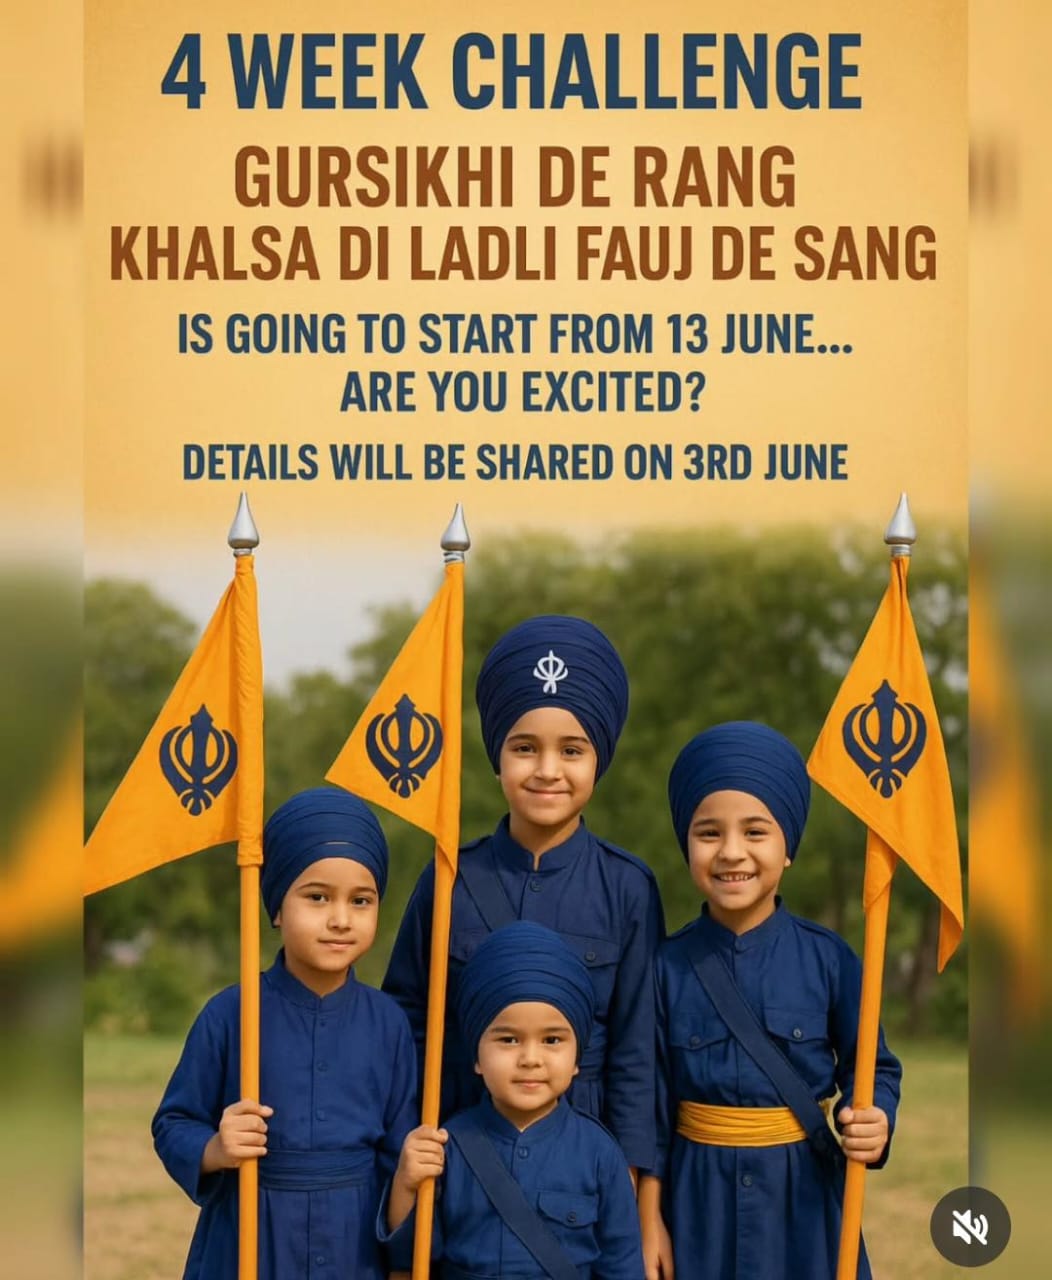 4 WEEK CHALLENGE
GURSIKHI DE RANG
KHALSA DI LADLI FAUJ DE SANG
IS GOING TO START FROM 13 JUNE...
ARE YOU EXCITED?
DETAILS WILL BE SHARED ON 3RD JUNE